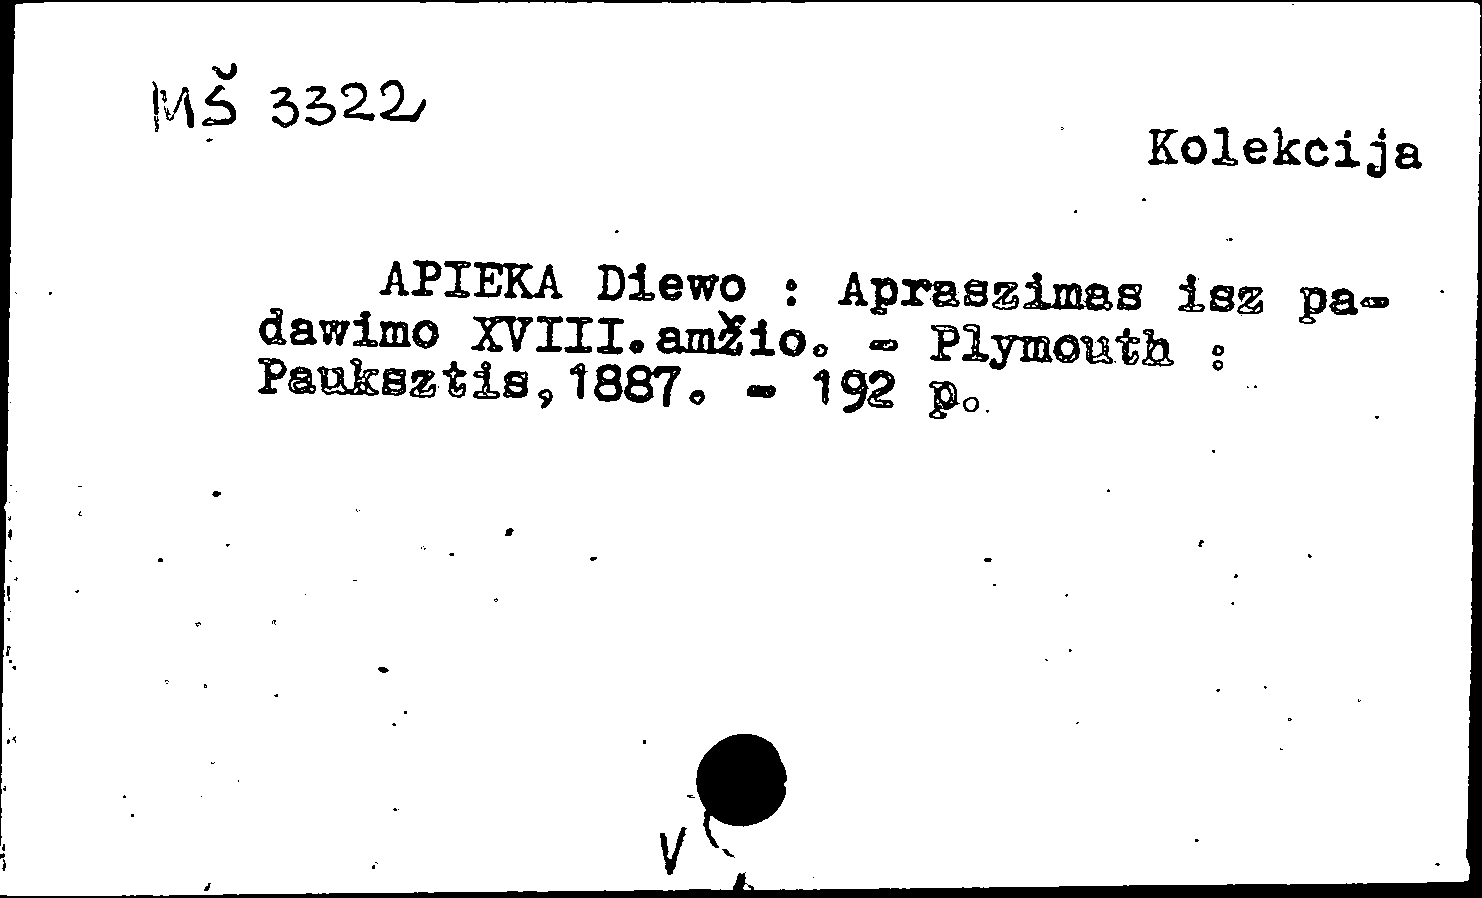 MŠ 3322
Kolekcija
APIEKA Diewo : Apraszimas isz pa-
dawimo XVIII.amžio. - Plymouth :
Pauksztis,1887. - 192 p.
V